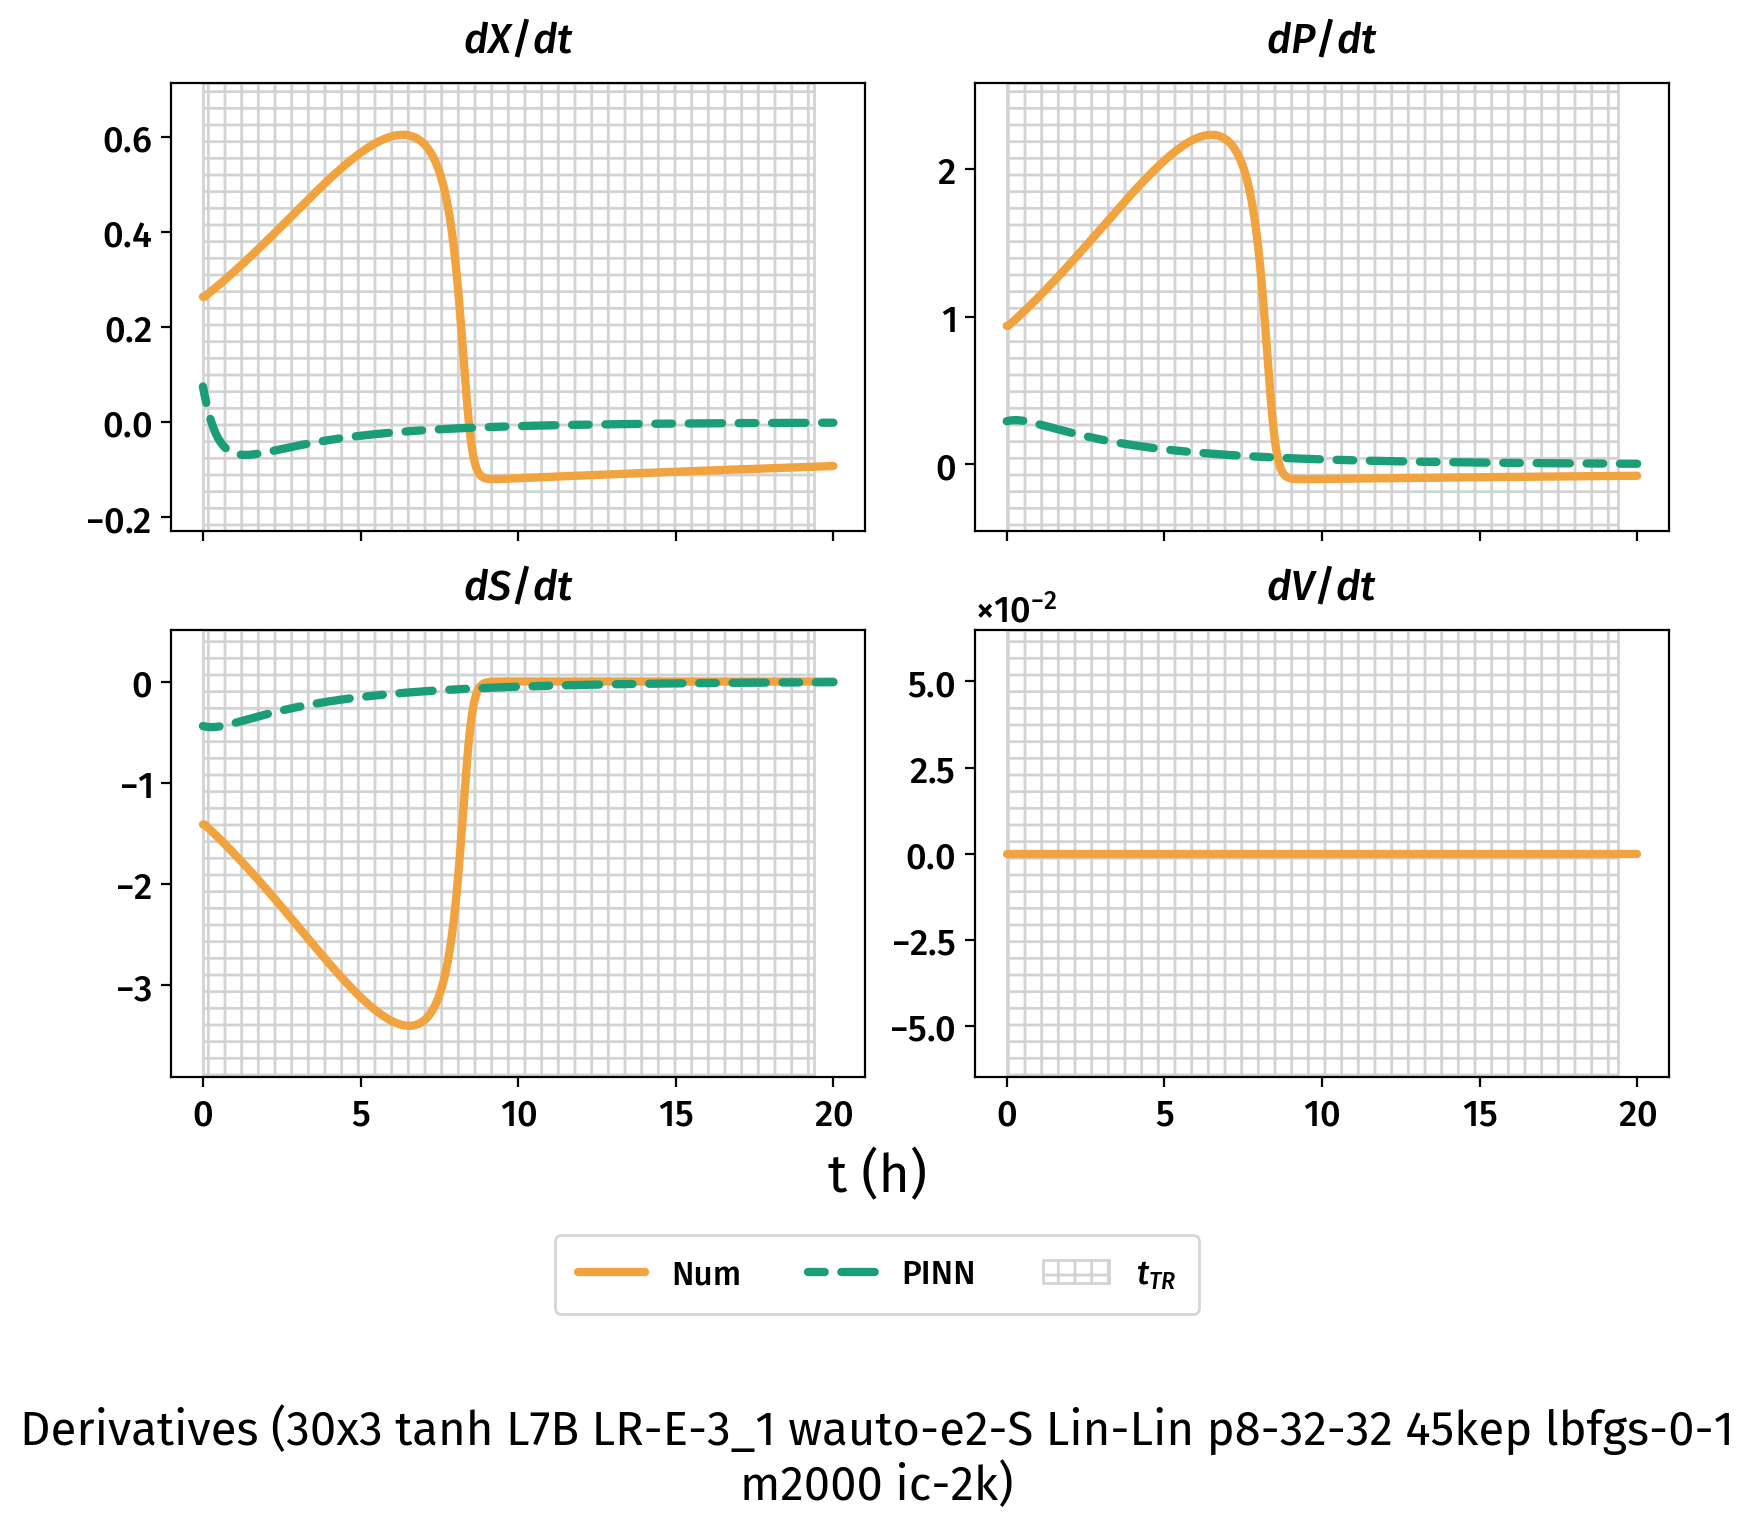 dX/dt
dP/dt
0.6
0.4
0.2
0.0
−0.2
2
1
0
dS/dt
dV/dt
×10⁻²
0
−1
−2
−3
5.0
2.5
0.0
−2.5
−5.0
0 5 10 15 20
0 5 10 15 20
t (h)
Num PINN t_TR
Derivatives (30x3 tanh L7B LR-E-3_1 wauto-e2-S Lin-Lin p8-32-32 45kep lbfgs-0-1
m2000 ic-2k)